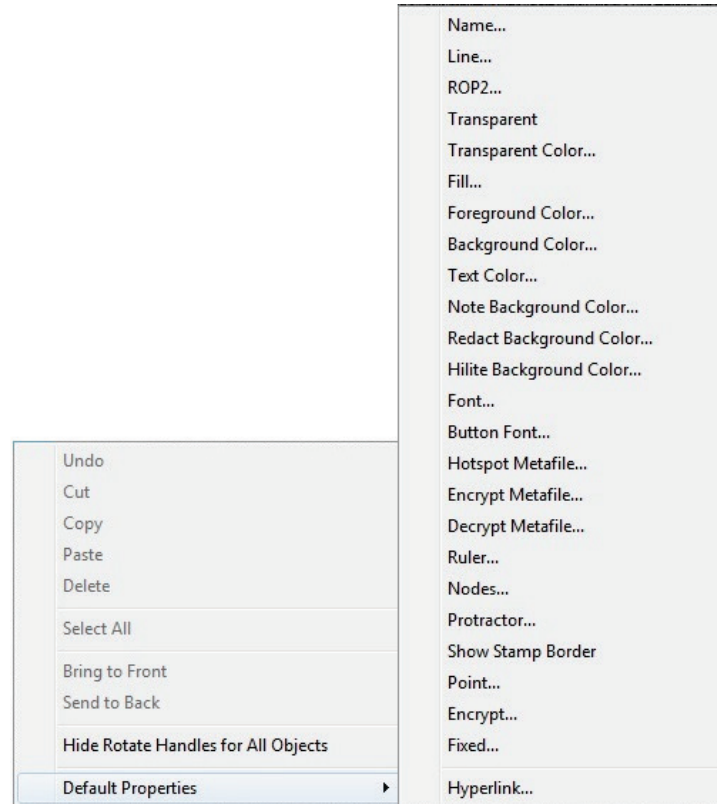 Name...
Line...
ROP2...
Transparent
Transparent Color...
Fill...
Foreground Color...
Background Color...
Text Color...
Note Background Color...
Redact Background Color...
Hilite Background Color...
Font...
Button Font...
Hotspot Metafile...
Encrypt Metafile...
Decrypt Metafile...
Ruler...
Nodes...
Protractor...
Show Stamp Border
Point...
Encrypt...
Fixed...
Hyperlink...
Undo
Cut
Copy
Paste
Delete
Select All
Bring to Front
Send to Back
Hide Rotate Handles for All Objects
Default Properties